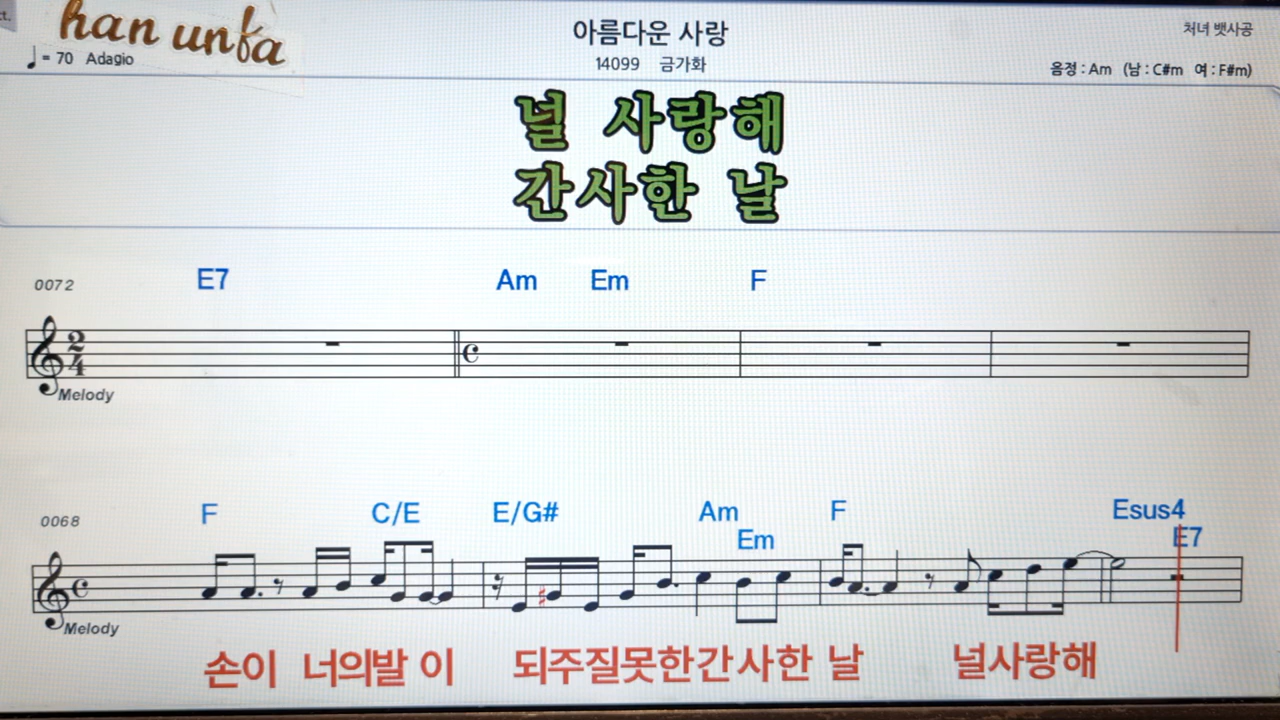 ct.
han unfa
아름다운 사랑
처녀 뱃사공
♩= 70 Adagio
14099 금가화
음정 : Am (남 : C#m 여 : F#m)
널 사랑해
간사한 날
0072 E7 Am Em F
2 4
Melody
0068 F C/E E/G# Am Em F Esus4 E7
Melody
손이 너의발 이 되주질못한간사한 날 널사랑해